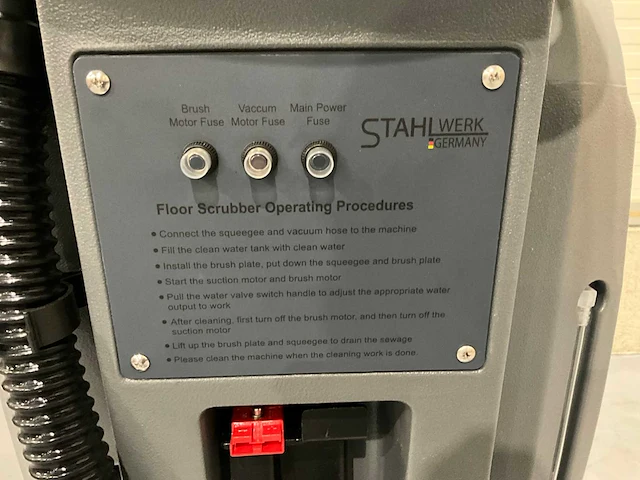 Brush Vaccum Main Power
Motor Fuse Motor Fuse Fuse
STAHLWERK
GERMANY
Floor Scrubber Operating Procedures
• Connect the squeegee and vacuum hose to the machine
• Fill the clean water tank with clean water
• Install the brush plate, put down the squeegee and brush plate
• Start the suction motor and brush motor
• Pull the water valve switch handle to adjust the appropriate water
output to work
• After cleaning, first turn off the brush motor, and then turn off the
suction motor
• Lift up the brush plate and squeegee to drain the sewage
• Please clean the machine when the cleaning work is done.